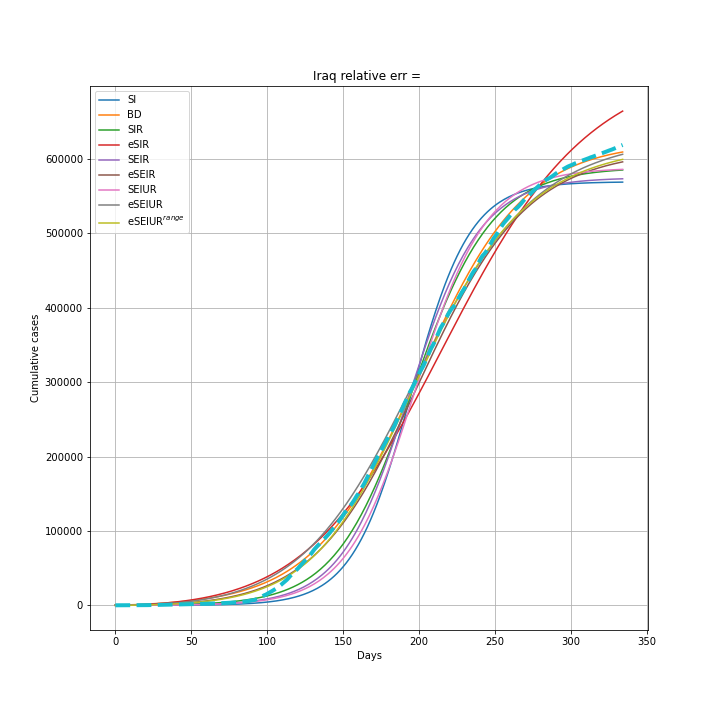 Iraq relative err =
SI
BD
SIR
eSIR
SEIR
eSEIR
SEIUR
eSEIUR
eSEIUR^range
Cumulative cases
600000
500000
400000
300000
200000
100000
0
0 50 100 150 200 250 300 350
Days